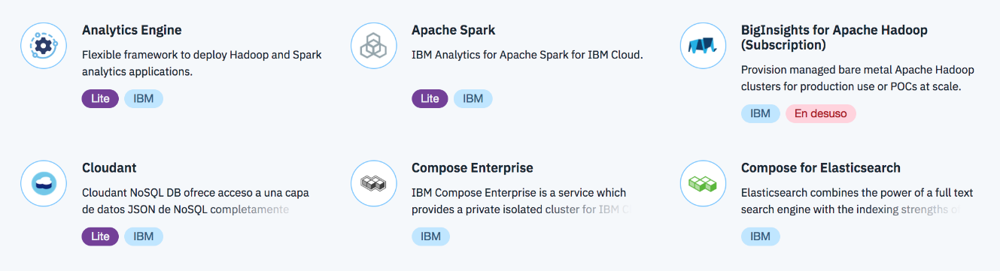 Analytics Engine
Flexible framework to deploy Hadoop and Spark
analytics applications.
Lite IBM
Apache Spark
IBM Analytics for Apache Spark for IBM Cloud.
Lite IBM
BigInsights for Apache Hadoop
(Subscription)
Provision managed bare metal Apache Hadoop
clusters for production use or POCs at scale.
IBM En desuso
Cloudant
Cloudant NoSQL DB ofrece acceso a una capa
de datos JSON de NoSQL completamente
Lite IBM
Compose Enterprise
IBM Compose Enterprise is a service which
provides a private isolated cluster for IBM
IBM
Compose for Elasticsearch
Elasticsearch combines the power of a full text
search engine with the indexing strengths
IBM